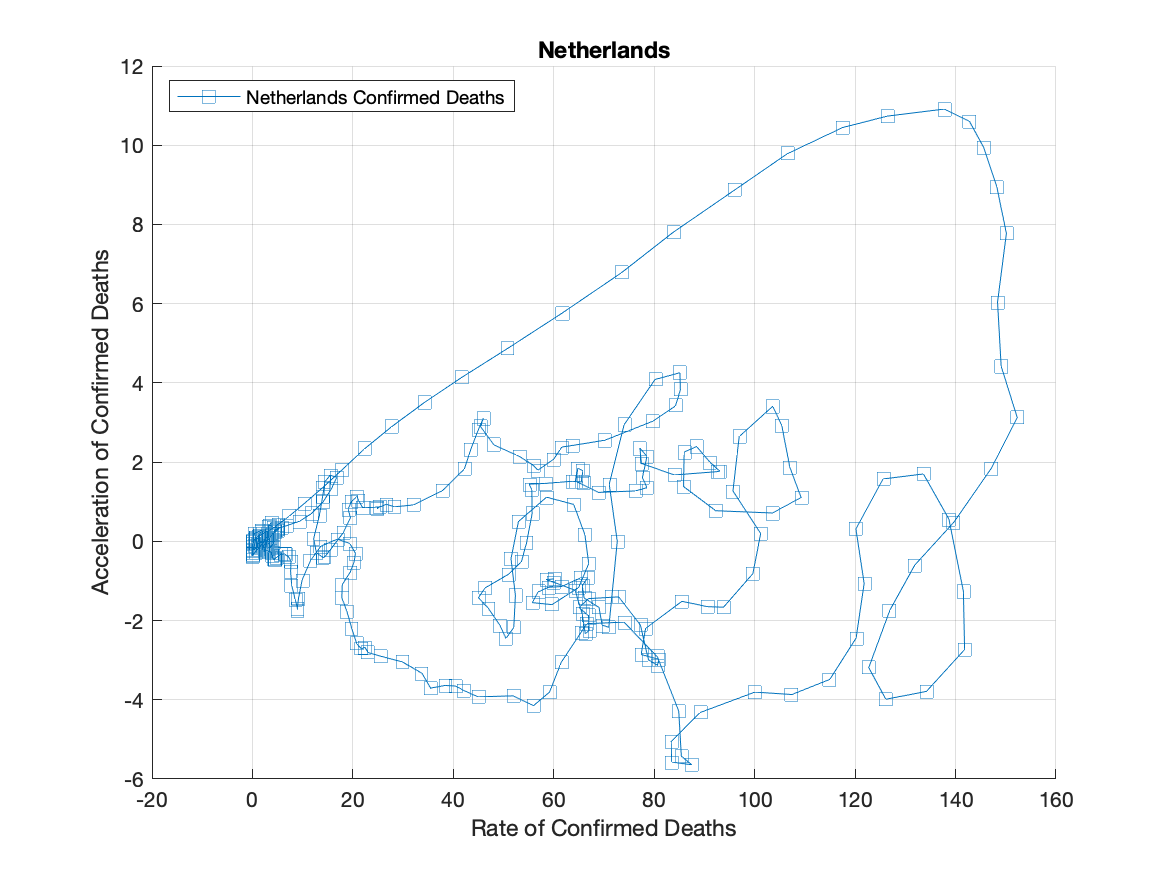 Netherlands
Netherlands Confirmed Deaths
12
10
8
6
4
2
0
-2
-4
-6
Acceleration of Confirmed Deaths
-20 0 20 40 60 80 100 120 140 160
Rate of Confirmed Deaths